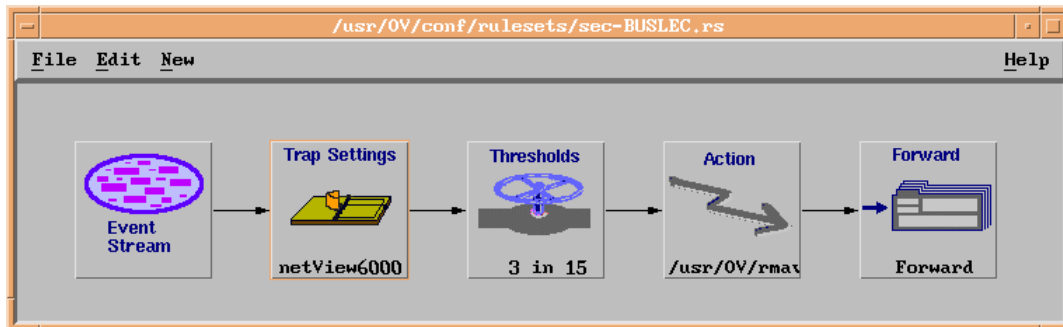 /usr/OV/conf/rulesets/sec-BUSLEC.rs
File Edit New Help
Event
Stream
Trap Settings
netView6000
Thresholds
3 in 15
Action
/usr/OV/rmav
Forward
Forward